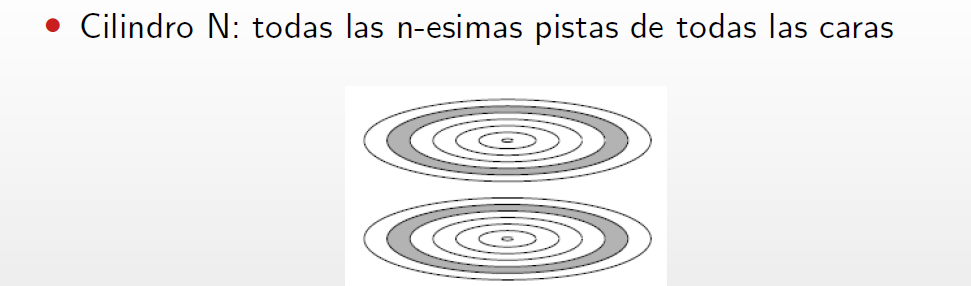 • Cilindro N: todas las n-esimas pistas de todas las caras